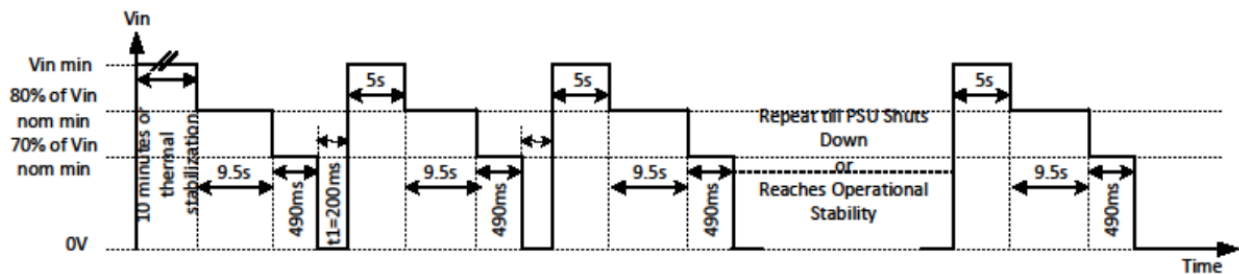 Vin
Vin min
80% of Vin
nom min
70% of Vin
nom min
0V
10 minutes or
thermal
stabilization
9.5s
490ms
t1=200ms
5s
9.5s
490ms
5s
9.5s
490ms
Repeat till PSU Shuts
Down
or
Reaches Operational
Stability
5s
9.5s
490ms
Time